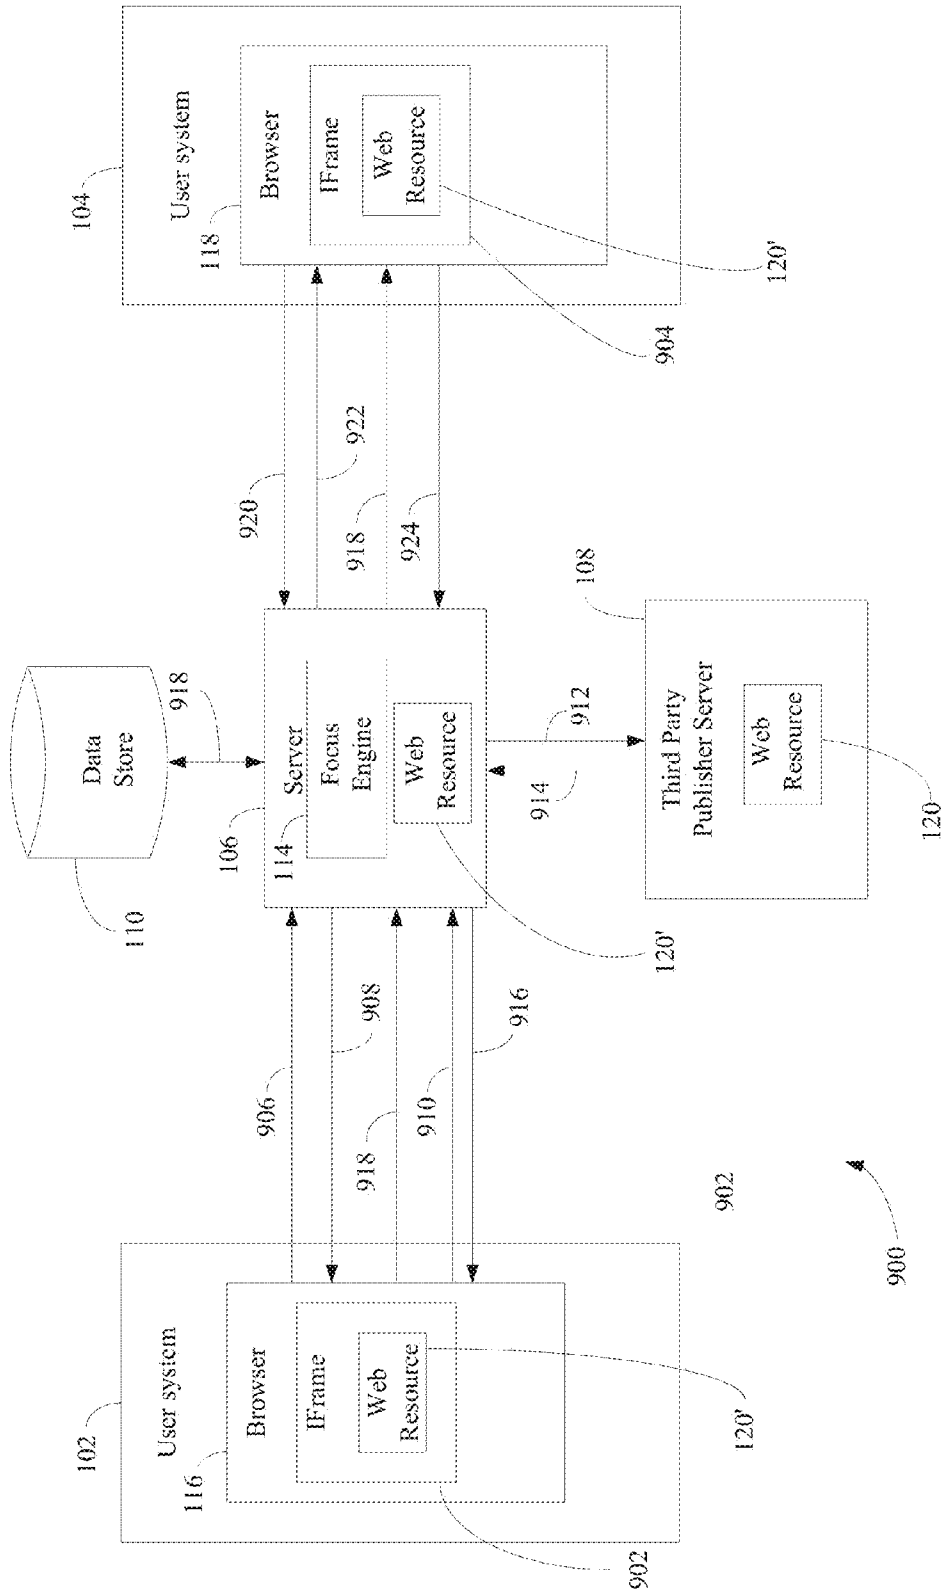 102
User system
116
Browser
IFrame
Web
Resource
902
120'
906
908
918
910
916
902
900
110
Data
Store
918
106
Server
114
Focus
Engine
Web
Resource
120'
914
912
108
Third Party
Publisher Server
Web
Resource
120
920
922
918
924
104
User system
118
Browser
IFrame
Web
Resource
904
120'